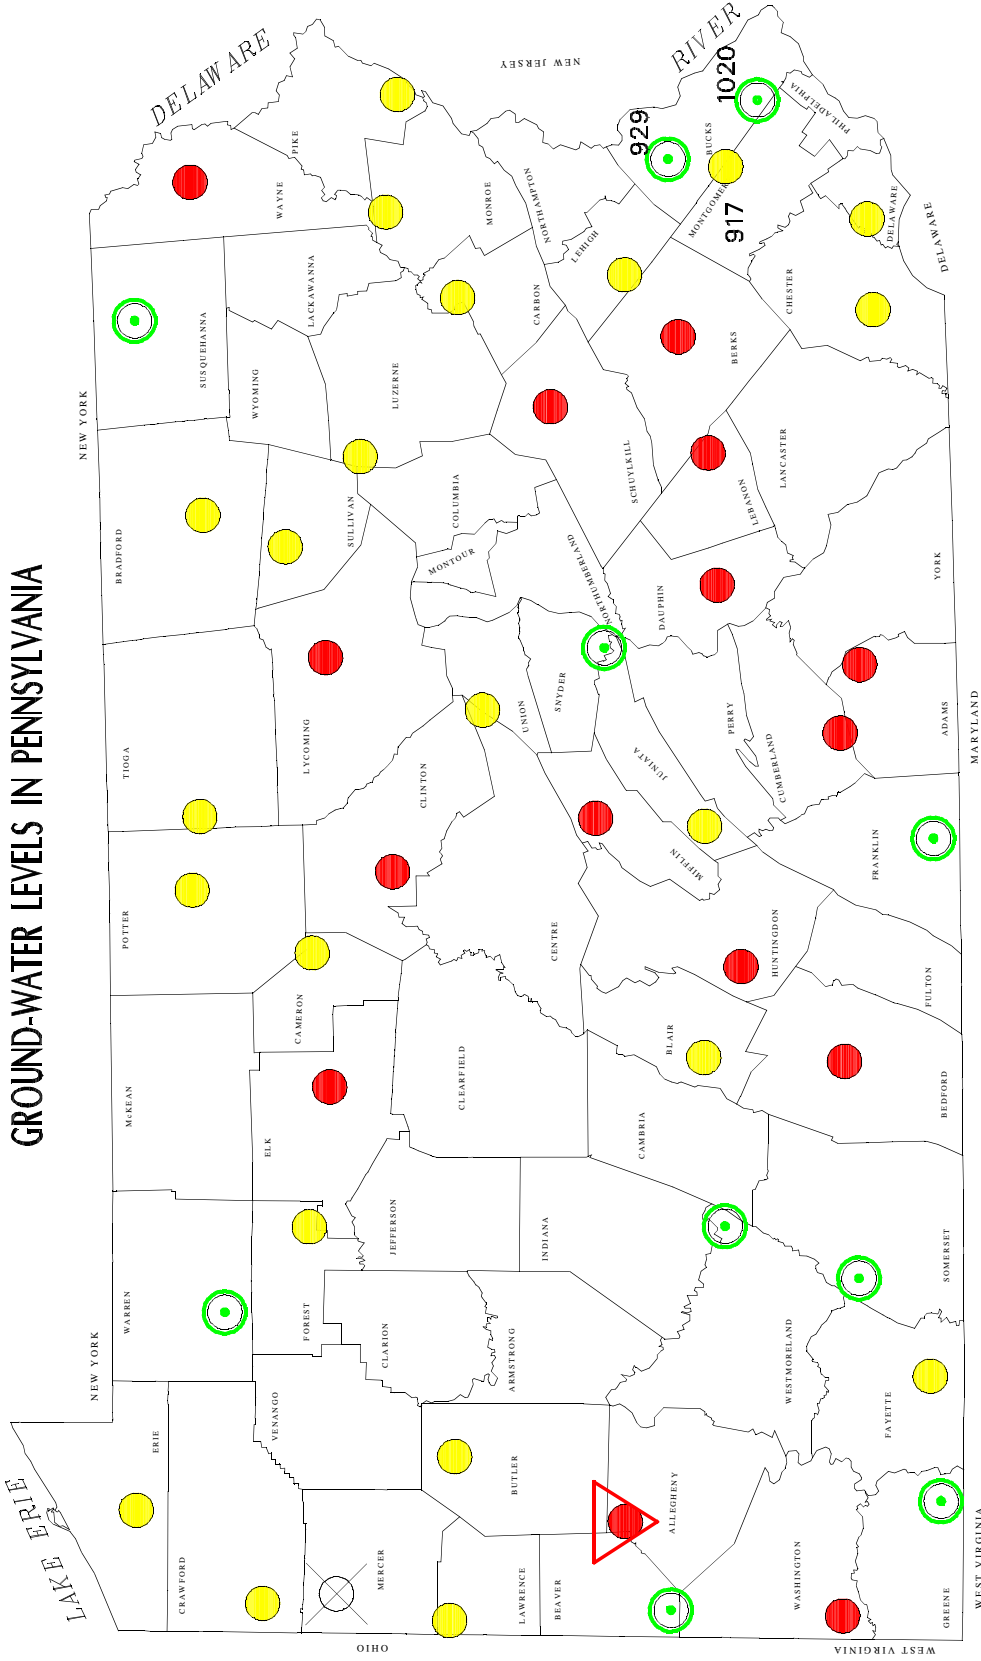 GROUND-WATER LEVELS IN PENNSYLVANIA
LAKE ERIE
NEW YORK
NEW YORK
DELAWARE
RIVER
NEW JERSEY
DELAWARE
MARYLAND
WEST VIRGINIA
WEST VIRGINIA
OHIO
ERIE
CRAWFORD
WARREN
McKEAN
POTTER
TIOGA
BRADFORD
SUSQUEHANNA
WAYNE
PIKE
WYOMING
LACKAWANNA
MERCER
VENANGO
FOREST
ELK
CAMERON
LYCOMING
SULLIVAN
LUZERNE
MONROE
CLARION
JEFFERSON
CLEARFIELD
CLINTON
COLUMBIA
MONTOUR
CARBON
NORTHAMPTON
LAWRENCE
BUTLER
ARMSTRONG
INDIANA
CENTRE
UNION
SNYDER
NORTHUMBERLAND
SCHUYLKILL
LEHIGH
BEAVER
ALLEGHENY
CAMBRIA
BLAIR
MIFFLIN
JUNIATA
PERRY
DAUPHIN
LEBANON
BERKS
MONTGOMER
BUCKS
PHILADELPHIA
929
1020
917
WASHINGTON
WESTMORELAND
HUNTINGDON
CUMBERLAND
LANCASTER
CHESTER
DELAWARE
GREENE
FAYETTE
SOMERSET
BEDFORD
FULTON
FRANKLIN
ADAMS
YORK